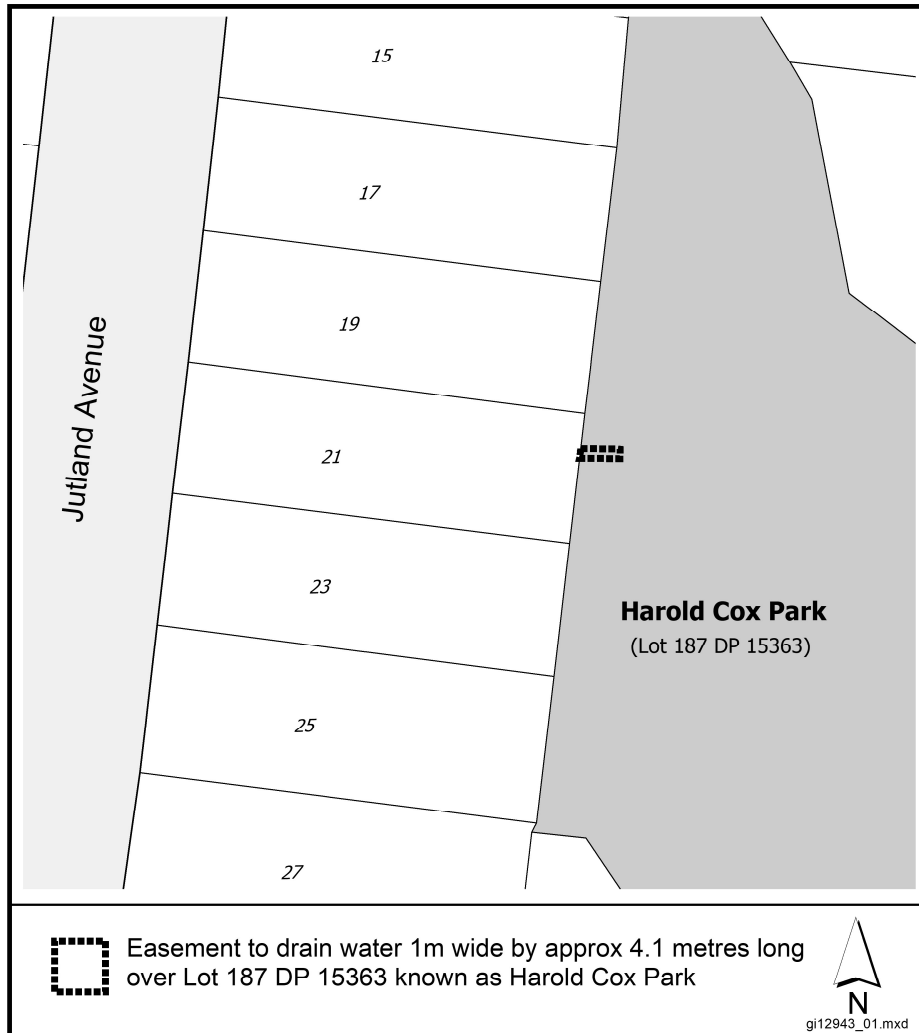 15
17
19
Jutland Avenue
21
23
Harold Cox Park
(Lot 187 DP 15363)
25
27
Easement to drain water 1m wide by approx 4.1 metres long
over Lot 187 DP 15363 known as Harold Cox Park
N
gi12943_01.mxd